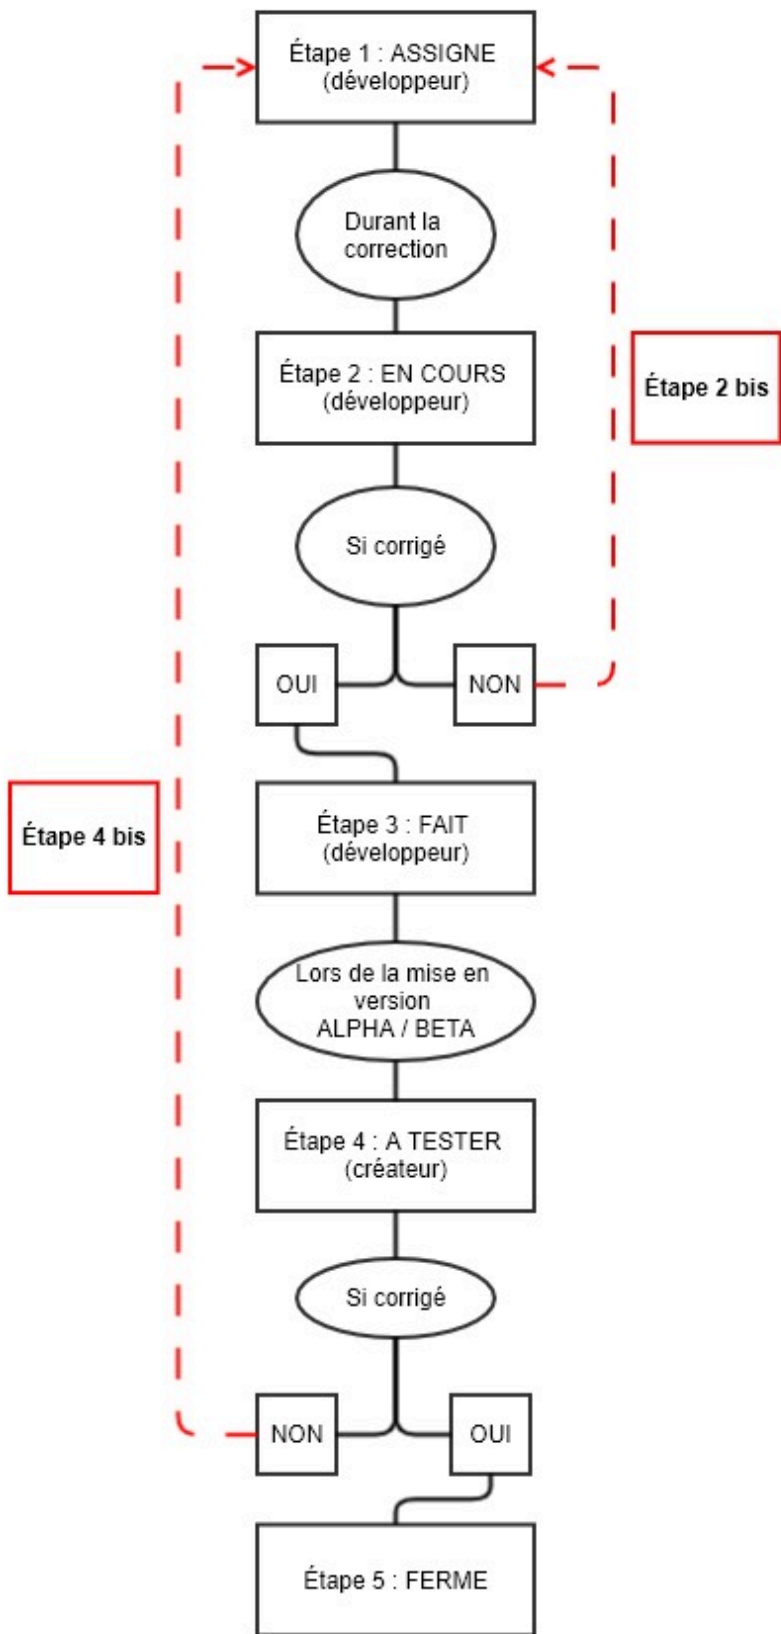 Étape 1 : ASSIGNE
(développeur)
Durant la
correction
Étape 2 : EN COURS
(développeur)
Étape 2 bis
Si corrigé
OUI
NON
Étape 3 : FAIT
(développeur)
Étape 4 bis
Lors de la mise en
version
ALPHA / BETA
Étape 4 : A TESTER
(créateur)
Si corrigé
NON
OUI
Étape 5 : FERME